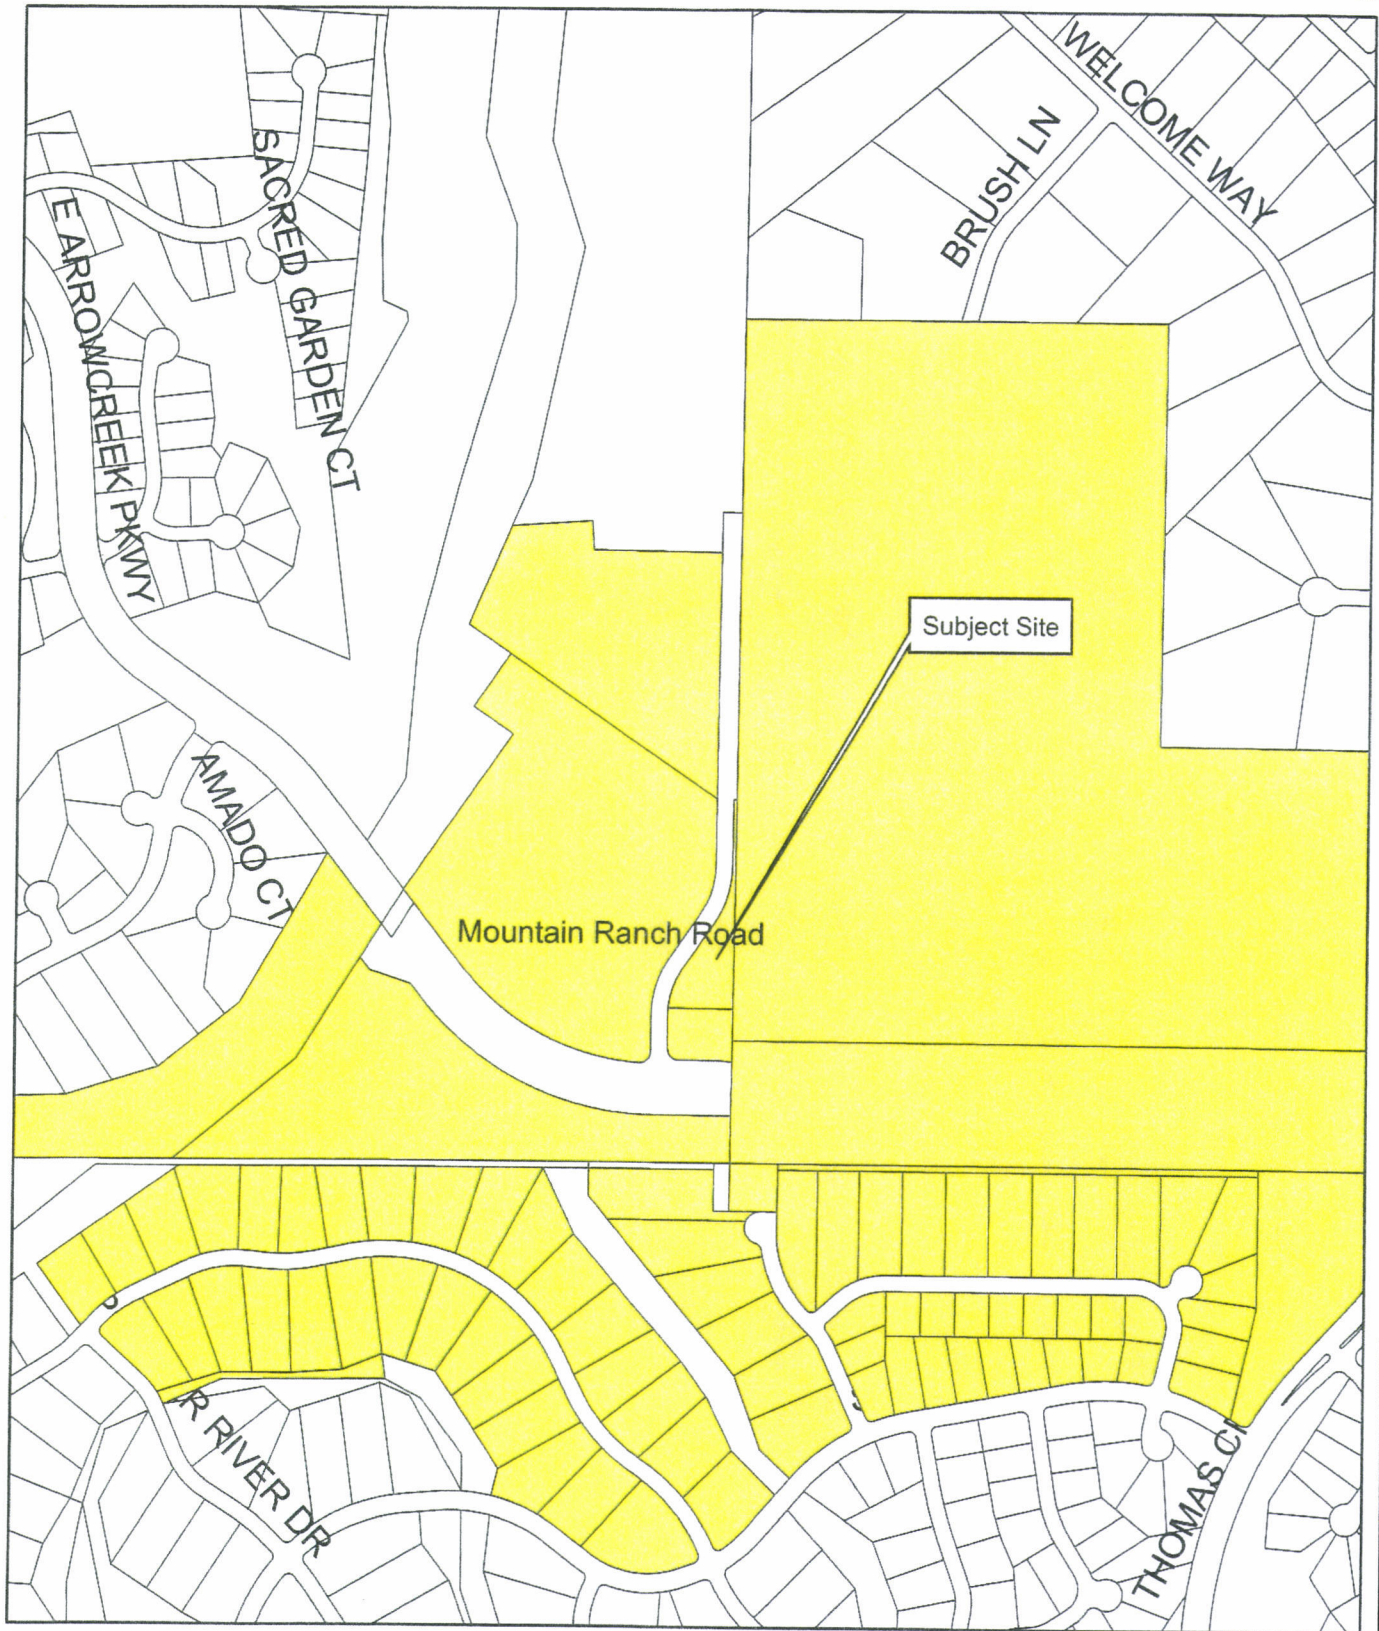 WELCOME WAY
BRUSH LN
SACRED GARDEN CT
E ARROWCREEK PKWY
Subject Site
AMADO CT
Mountain Ranch Road
R RIVER DR
THOMAS